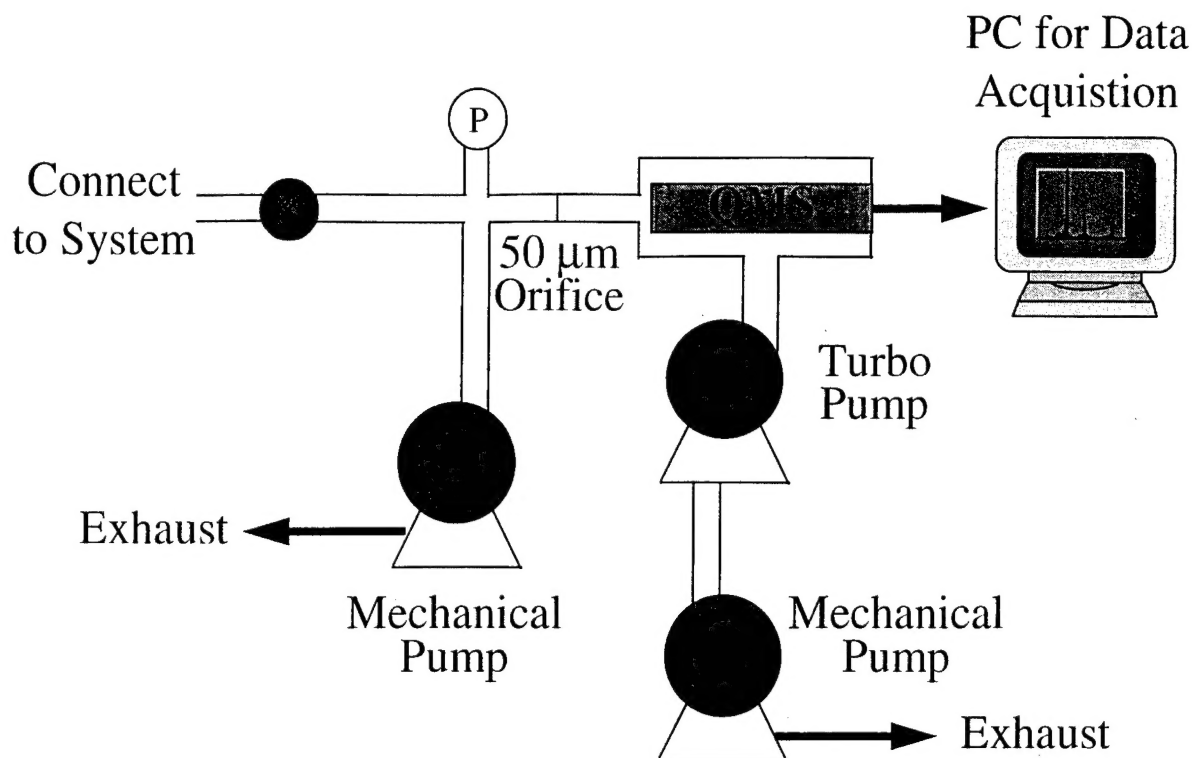 PC for Data
Acquistion
P
Connect
to System
QMS
50 μm
Orifice
Turbo
Pump
Exhaust
Mechanical
Pump
Mechanical
Pump
Exhaust